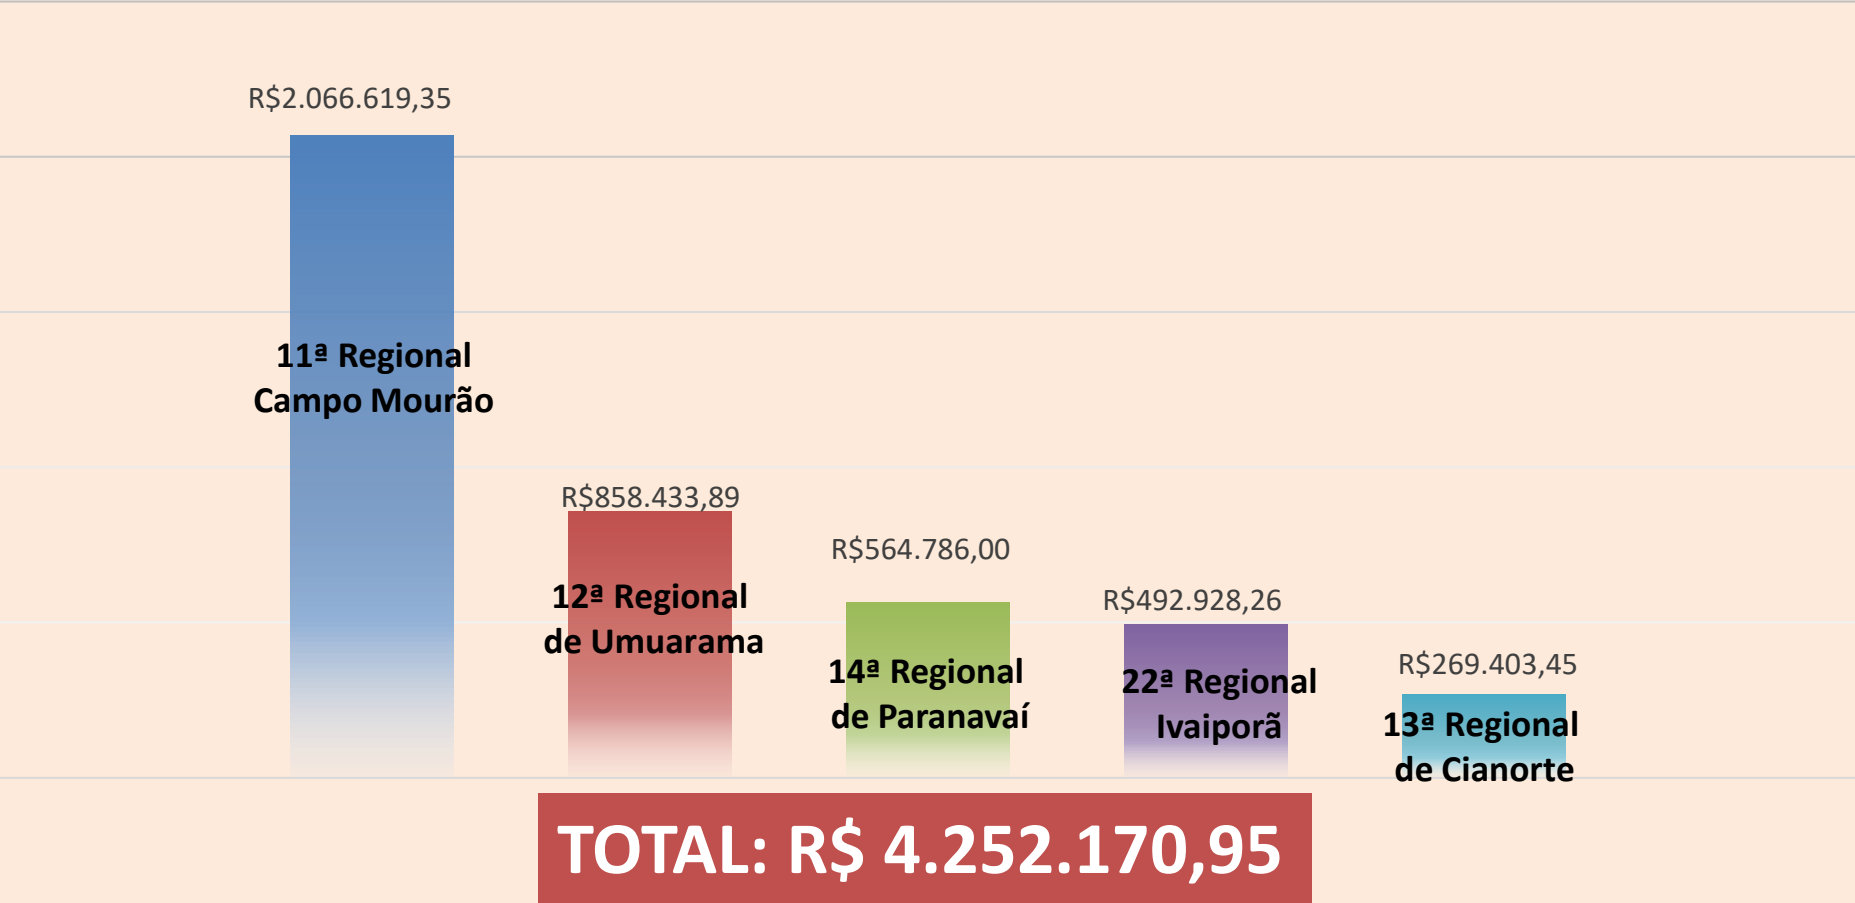 R$2.066.619,35
11ª Regional
Campo Mourão
R$858.433,89
12ª Regional
de Umuarama
R$564.786,00
14ª Regional
de Paranavaí
R$492.928,26
22ª Regional
Ivaiporã
R$269.403,45
13ª Regional
de Cianorte
TOTAL: R$ 4.252.170,95